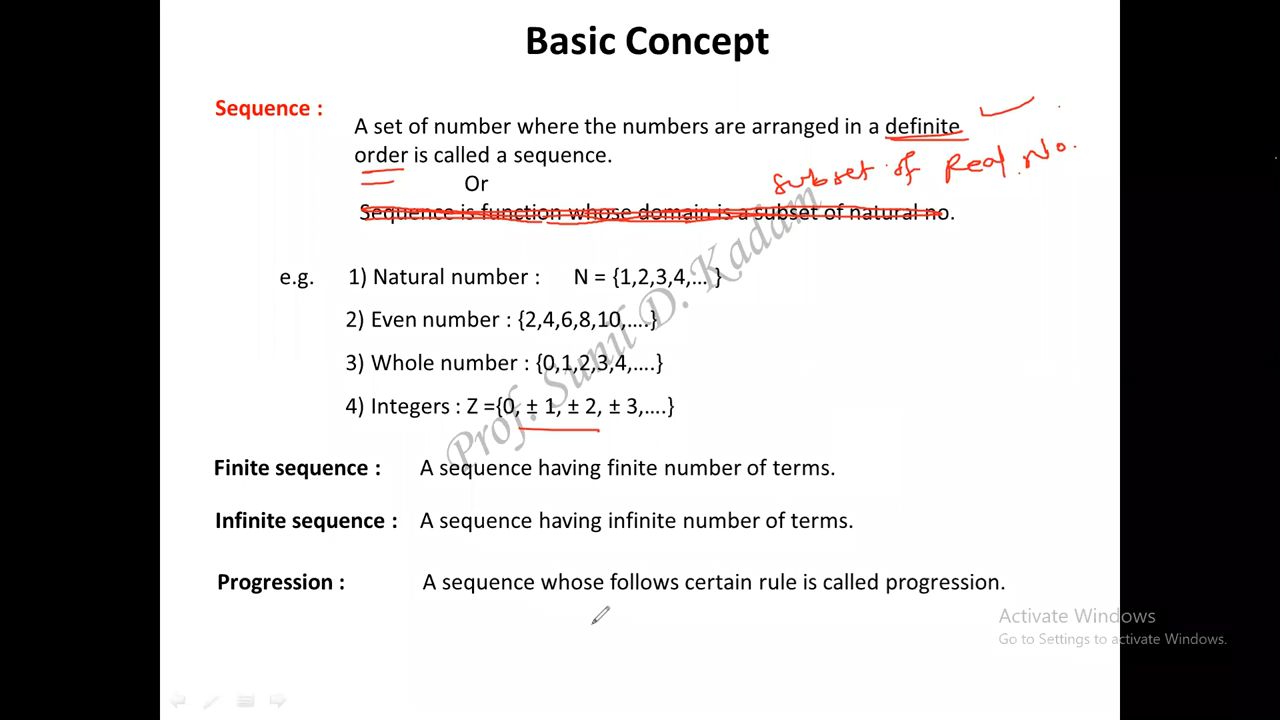 Basic Concept
Sequence :
A set of number where the numbers are arranged in a definite
order is called a sequence.
Or
subset of Real No.
Sequence is function whose domain is a subset of natural no.
e.g. 1) Natural number : N = {1,2,3,4,... }
2) Even number : {2,4,6,8,10,....}
3) Whole number : {0,1,2,3,4,....}
4) Integers : Z ={0, ± 1, ± 2, ± 3,....}
Prof. Sunil D. Kadam
Finite sequence : A sequence having finite number of terms.
Infinite sequence : A sequence having infinite number of terms.
Progression : A sequence whose follows certain rule is called progression.
Activate Windows
Go to Settings to activate Windows.